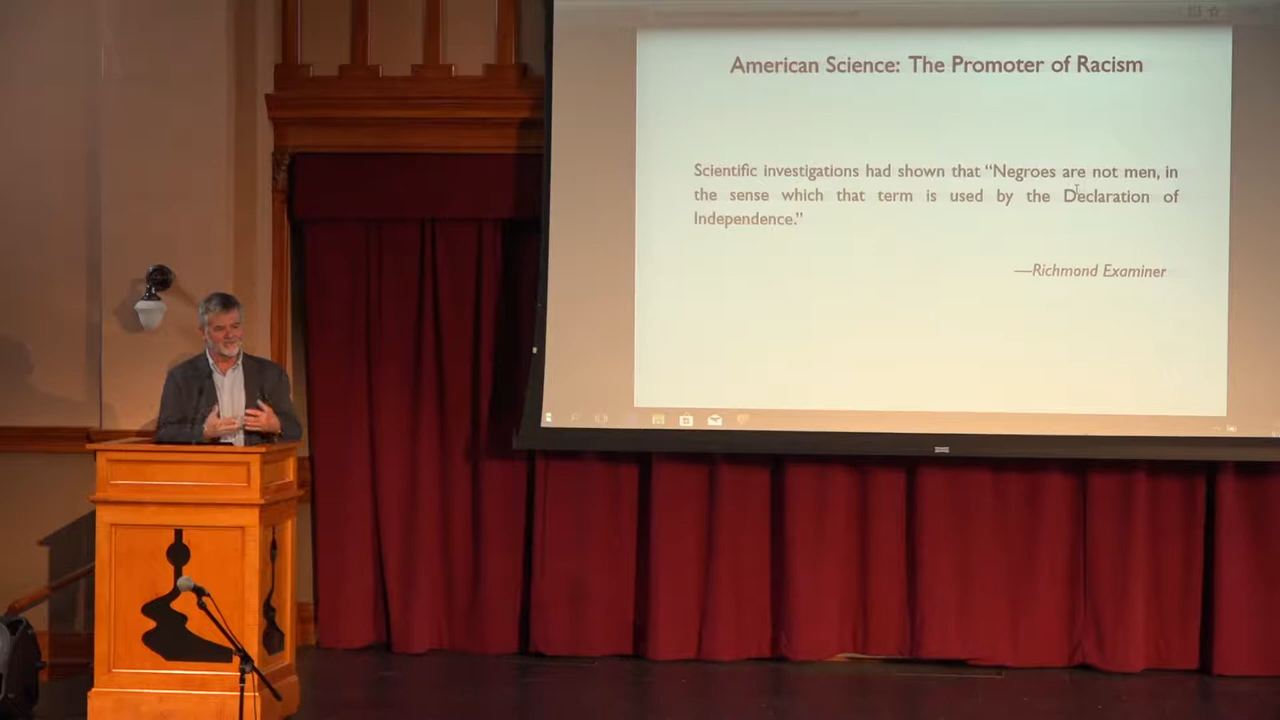 American Science: The Promoter of Racism
Scientific investigations had shown that “Negroes are not men, in
the sense which that term is used by the Declaration of
Independence.”
—Richmond Examiner